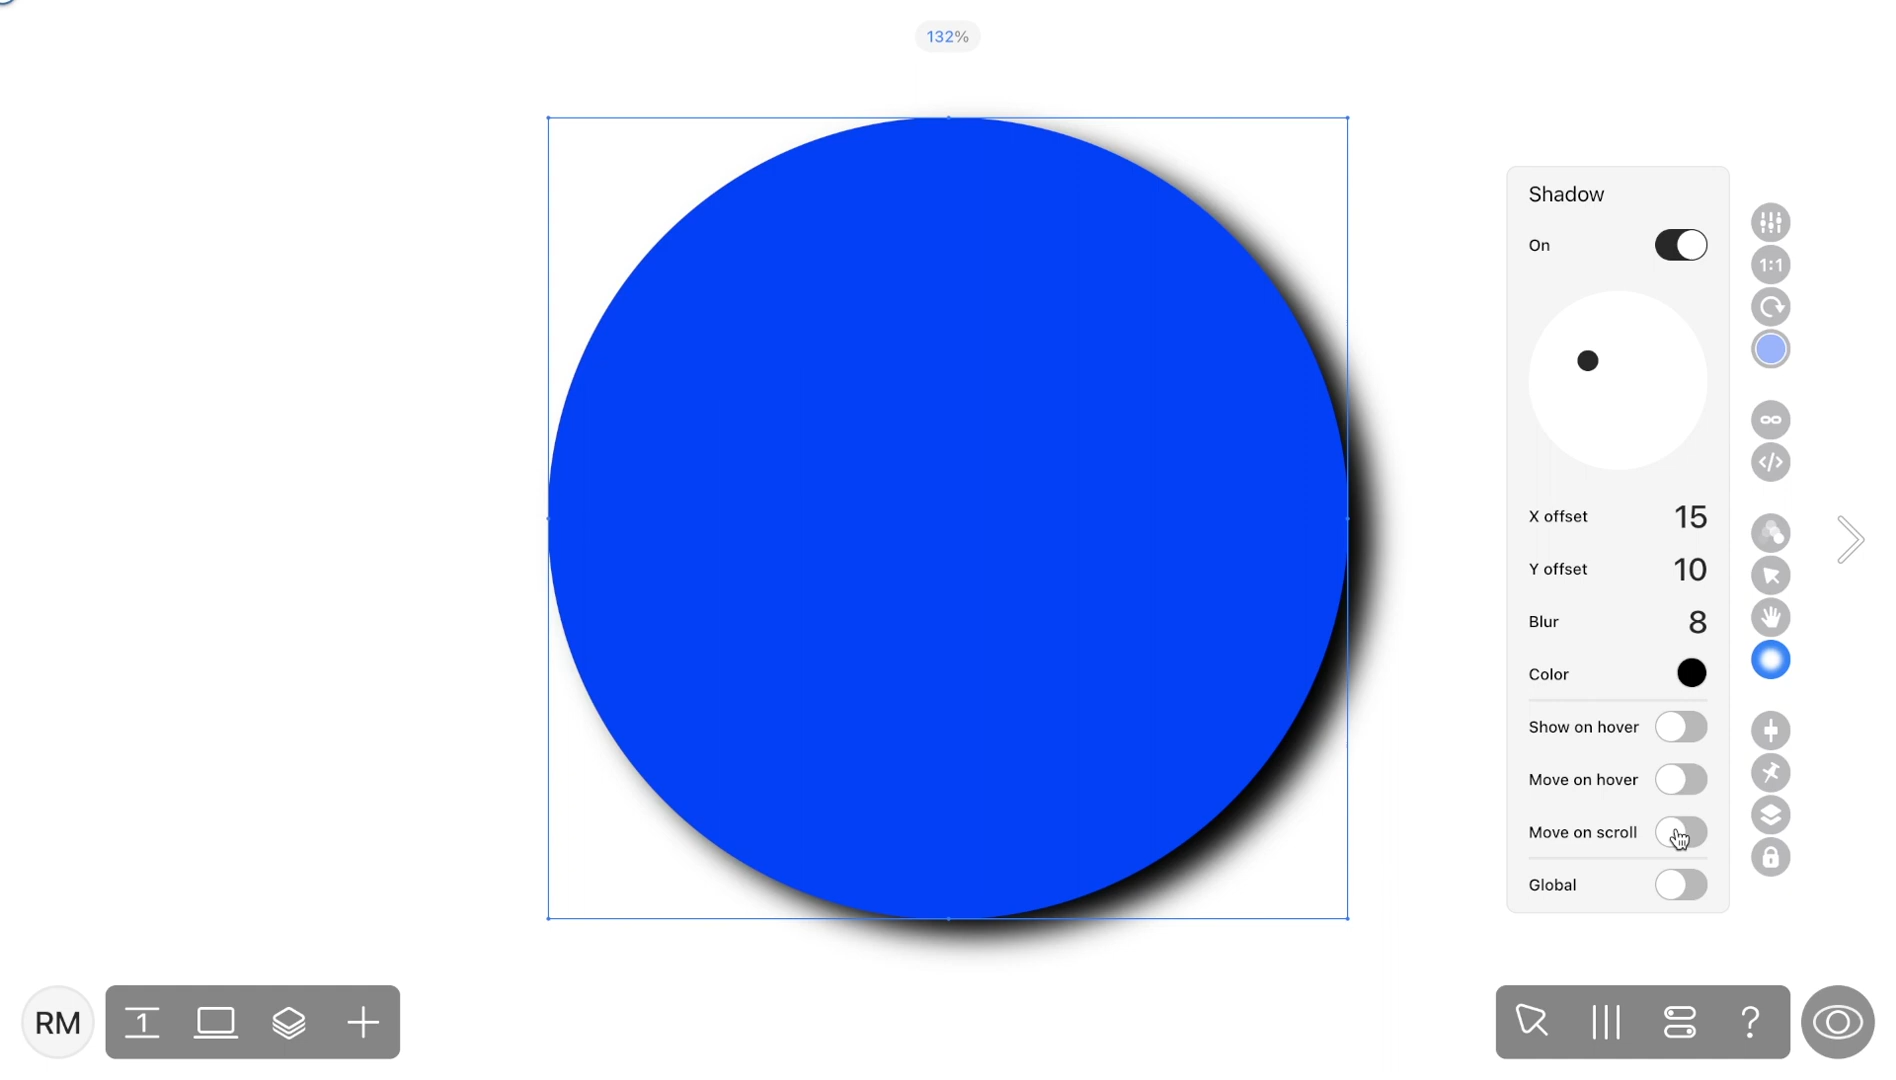 132%
Shadow
On
1:1
X offset 15
Y offset 10
Blur 8
Color
Show on hover
Move on hover
Move on scroll
Global
RM
1
?